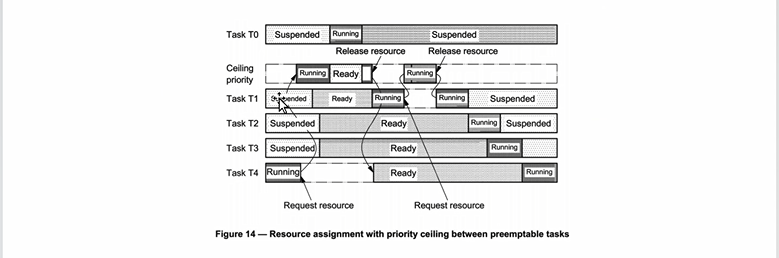 Task T0 Suspended Running Suspended
Release resource Release resource
Ceiling
priority
Running Ready Running
Task T1 Suspended Ready Running Running Suspended
Task T2 Suspended Ready Running Suspended
Task T3 Suspended Ready Running
Task T4 Running Ready Running
Request resource Request resource
Figure 14 — Resource assignment with priority ceiling between preemptable tasks